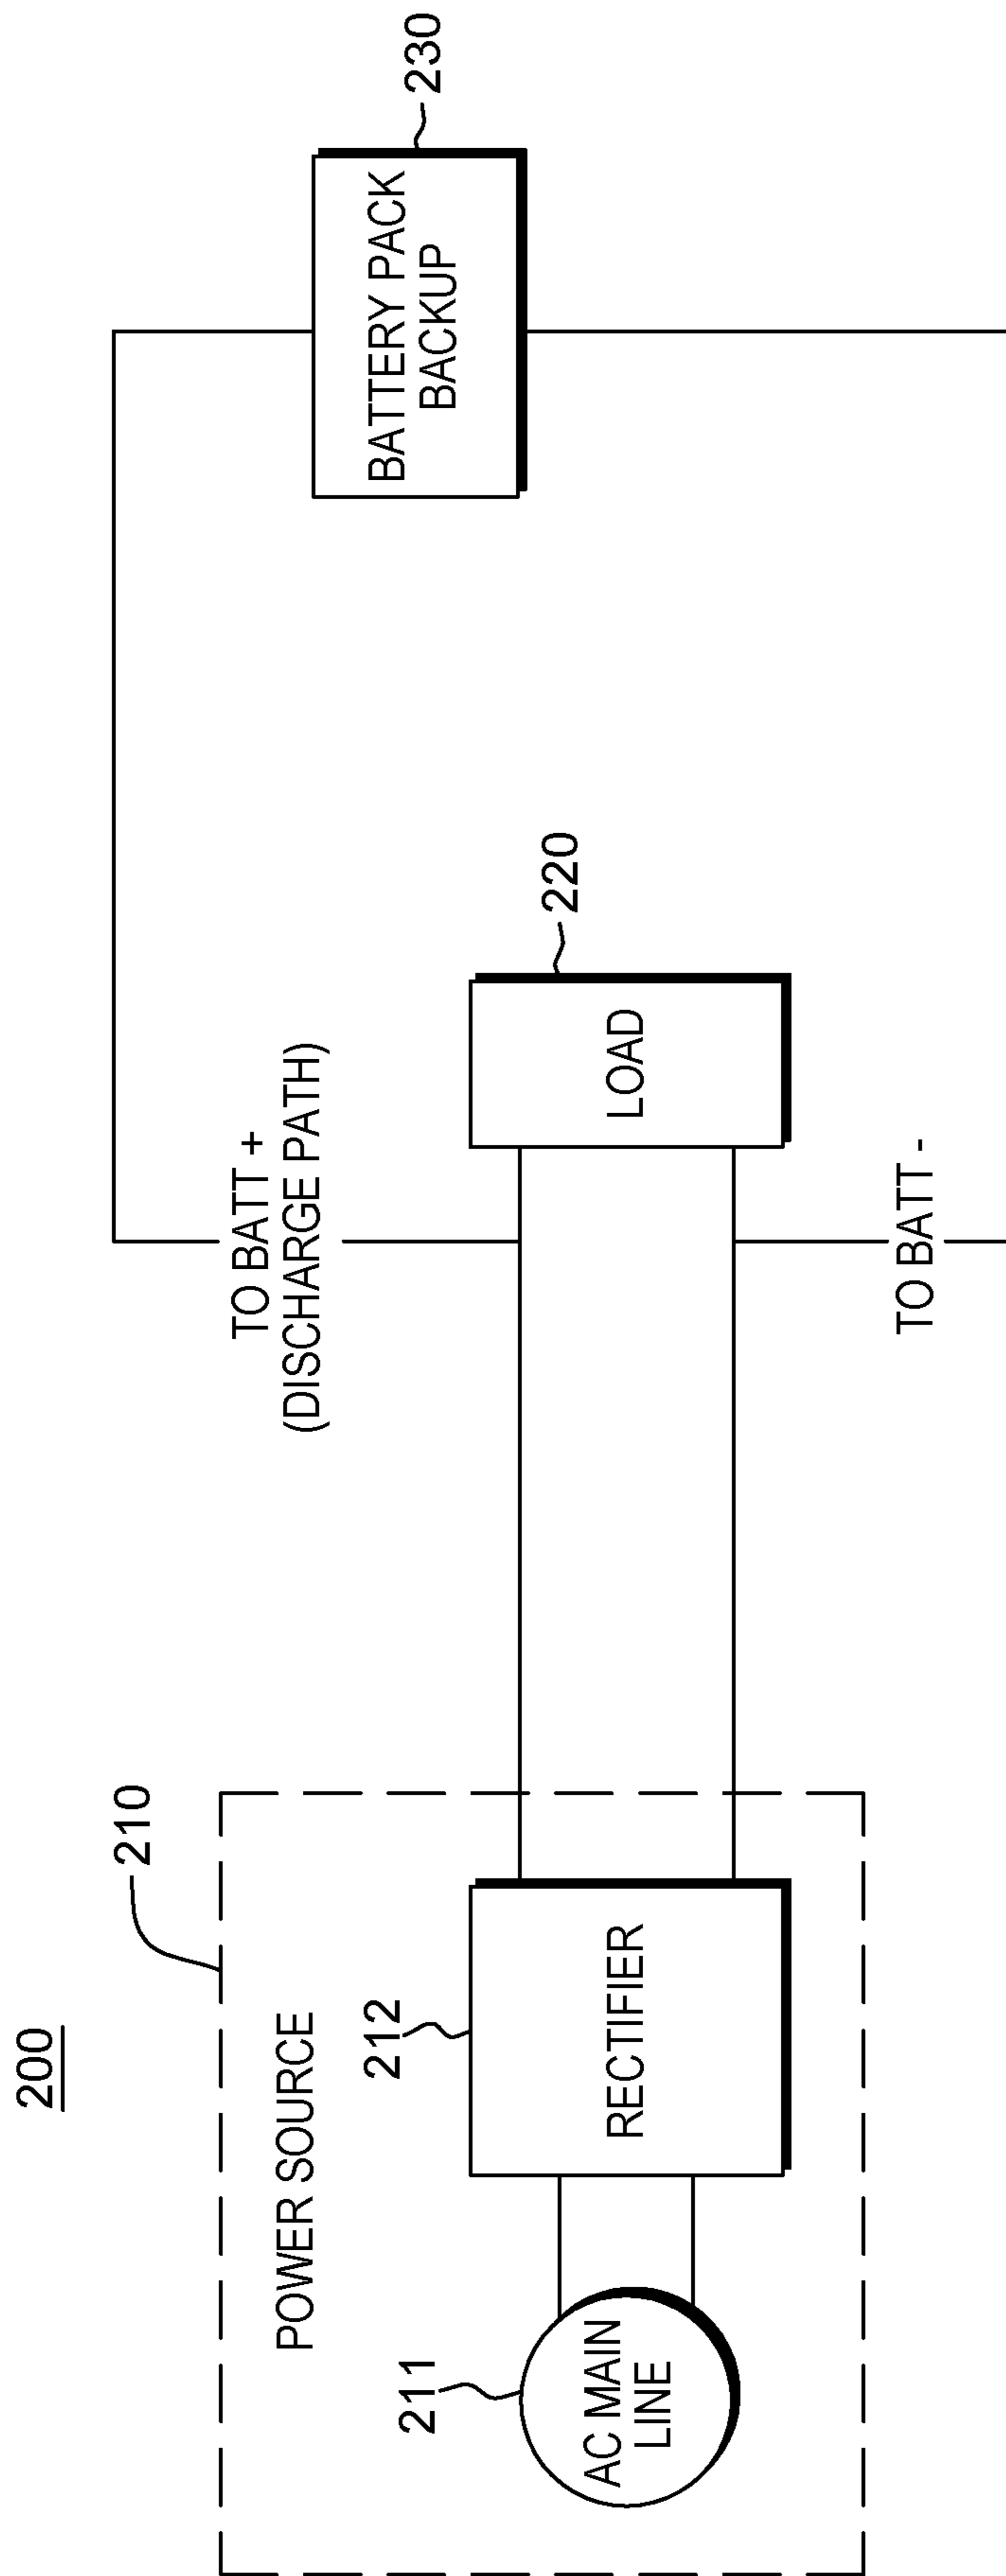 200
210
POWER SOURCE
211
AC MAIN
LINE
212
RECTIFIER
TO BATT +
(DISCHARGE PATH)
TO BATT -
LOAD
220
BATTERY PACK
BACKUP
230